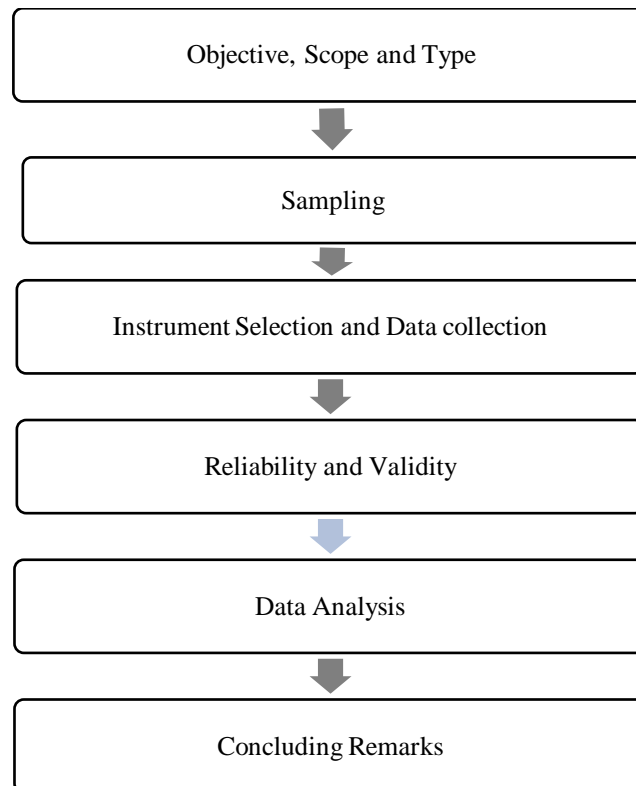 Objective, Scope and Type
Sampling
Instrument Selection and Data collection
Reliability and Validity
Data Analysis
Concluding Remarks